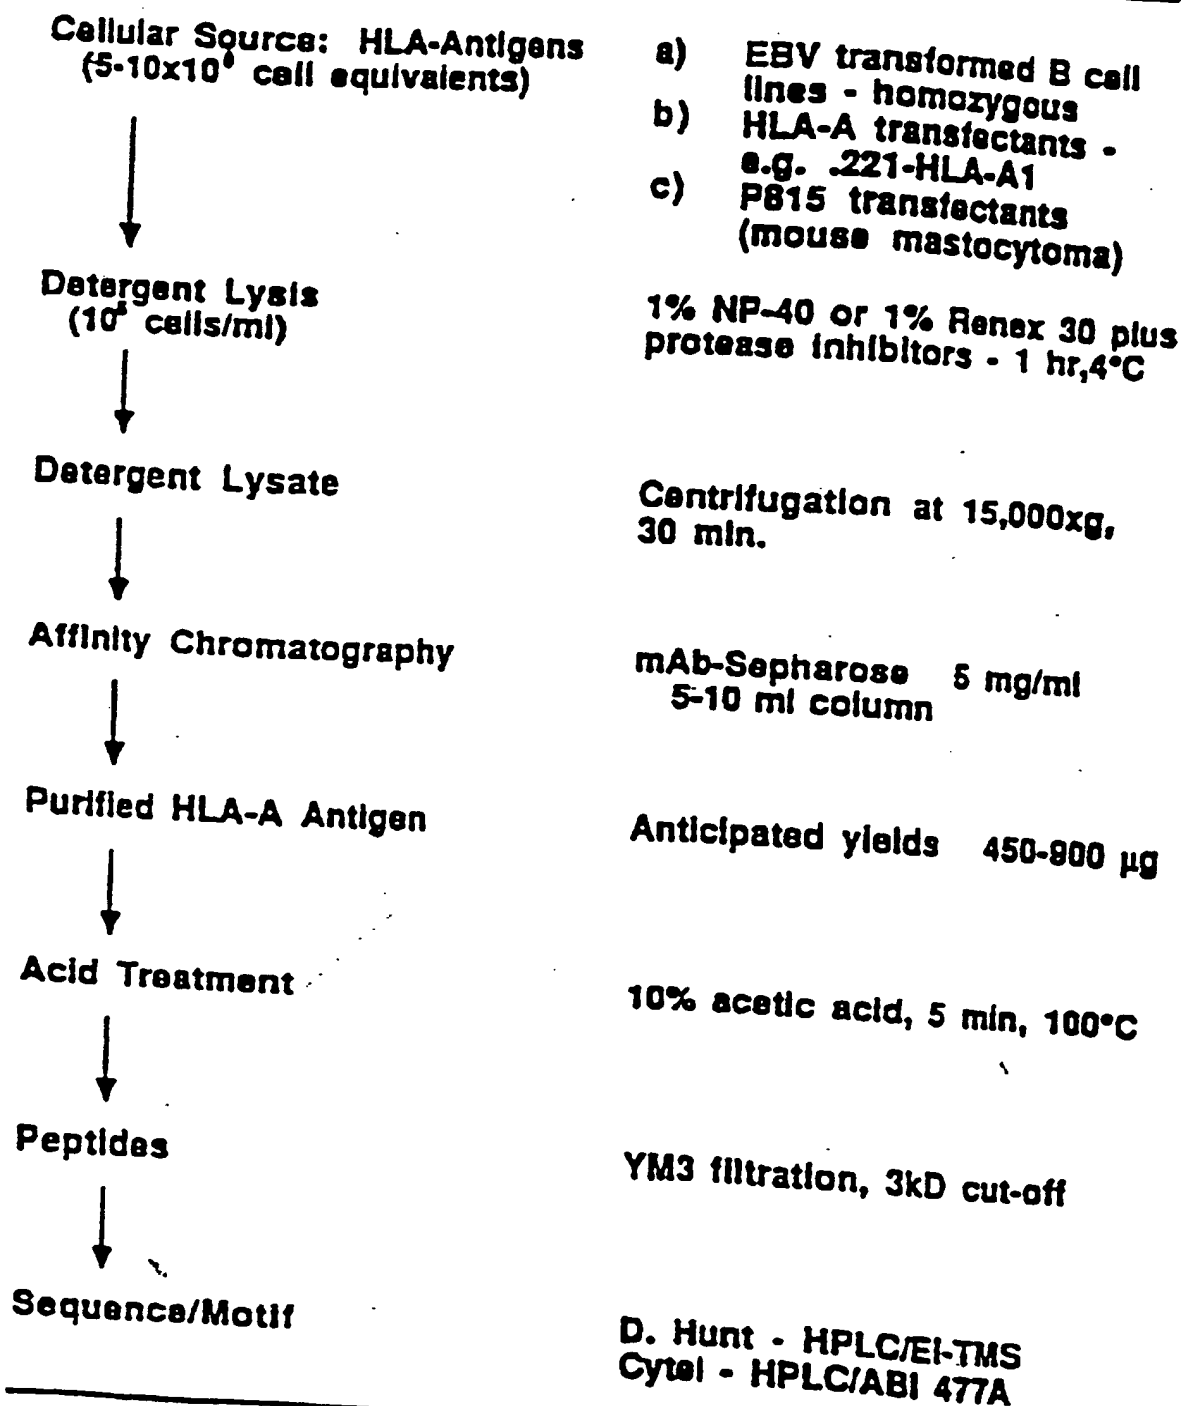 Cellular Source: HLA-Antigens
(5-10x10 cell equivalents)
a) EBV transformed B cell
lines - homozygous
b) HLA-A transfectants -
e.g. .221-HLA-A1
c) P815 transfectants
(mouse mastocytoma)
Detergent Lysis
(10 cells/ml)
1% NP-40 or 1% Renex 30 plus
protease inhibitors - 1 hr,4°C
Detergent Lysate
Centrifugation at 15,000xg,
30 min.
Affinity Chromatography
mAb-Sepharose 5 mg/ml
5-10 ml column
Purified HLA-A Antigen
Anticipated yields 450-900 µg
Acid Treatment
10% acetic acid, 5 min, 100°C
Peptides
YM3 filtration, 3kD cut-off
Sequence/Motif
D. Hunt - HPLC/EI-TMS
Cytel - HPLC/ABI 477A